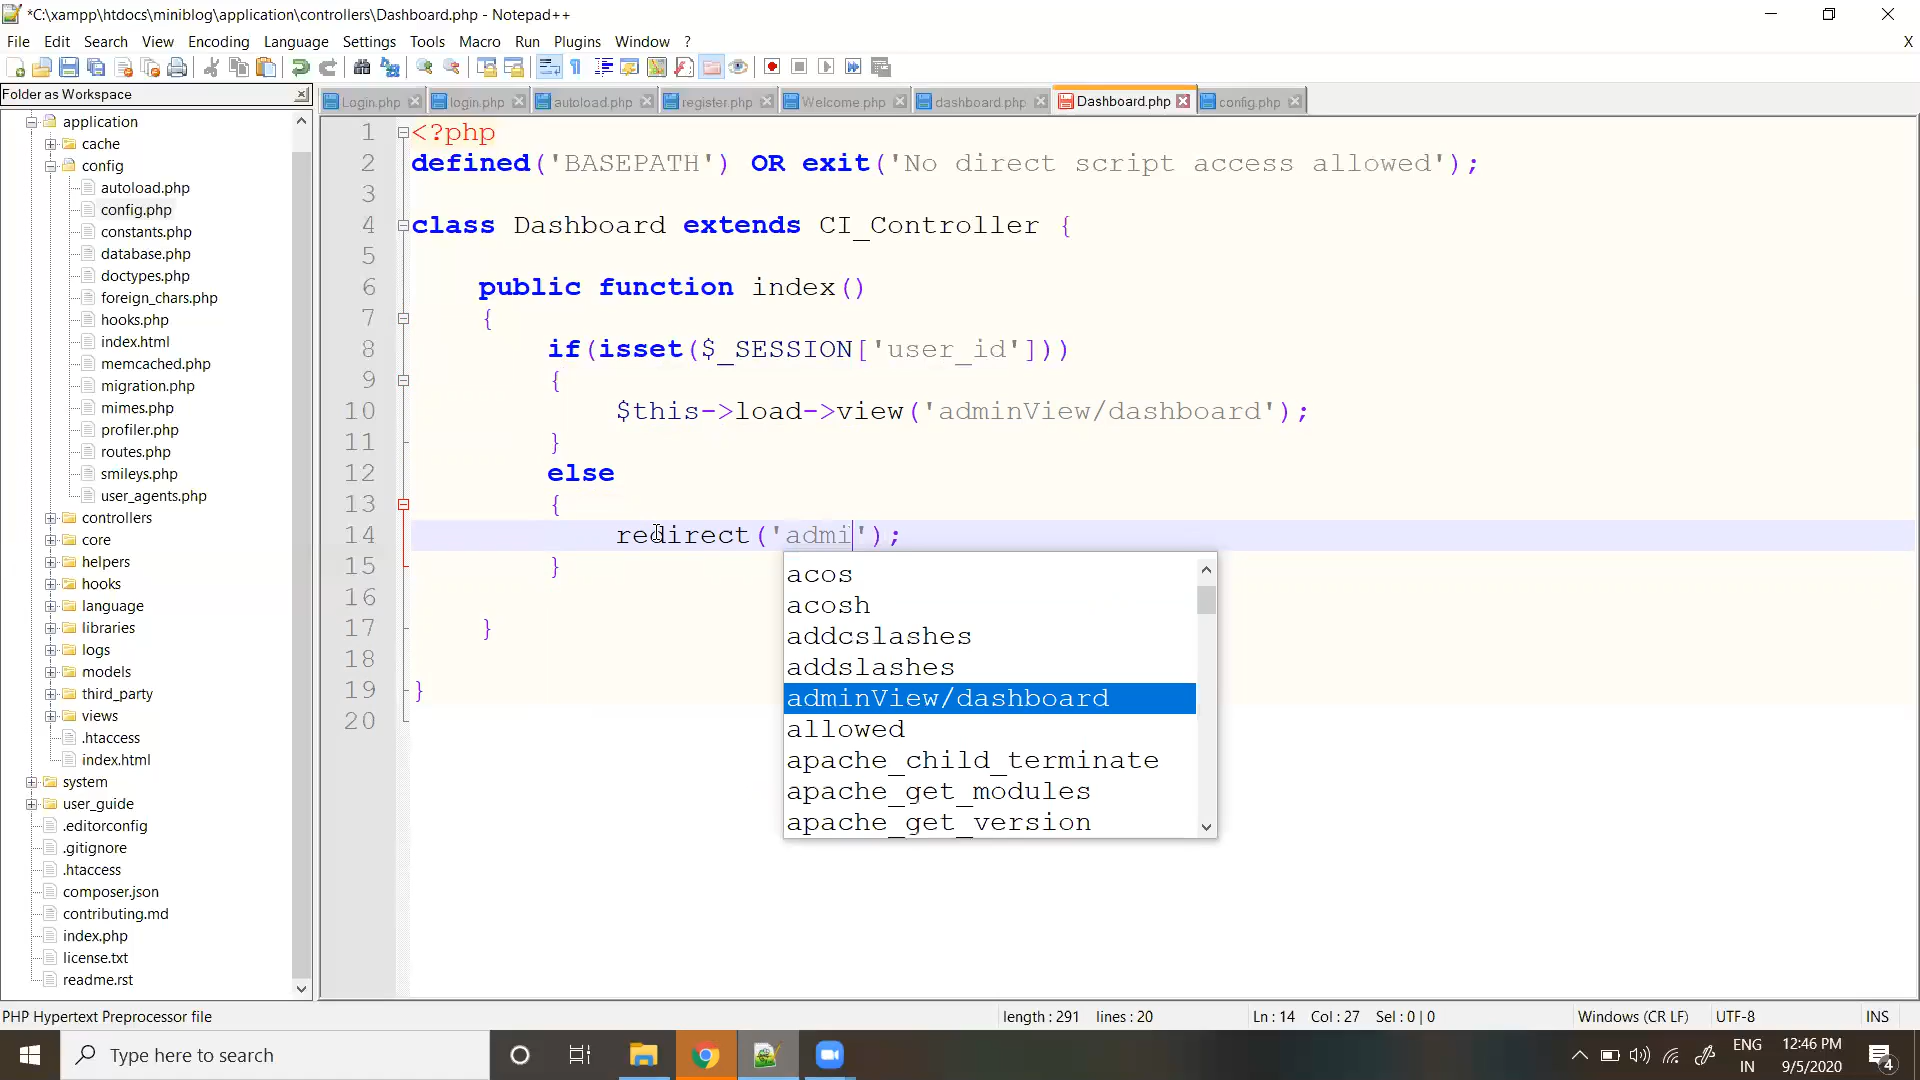 *C:\xampp\htdocs\miniblog\application\controllers\Dashboard.php - Notepad++
File Edit Search View Encoding Language Settings Tools Macro Run Plugins Window ? X
Folder as Workspace
Login.php login.php autoload.php register.php Welcome.php dashboard.php Dashboard.php config.php
application
cache
config
autoload.php
config.php
constants.php
database.php
doctypes.php
foreign_chars.php
hooks.php
index.html
memcached.php
migration.php
mimes.php
profiler.php
routes.php
smileys.php
user_agents.php
controllers
core
helpers
hooks
language
libraries
logs
models
third_party
views
.htaccess
index.html
system
user_guide
.editorconfig
.gitignore
.htaccess
composer.json
contributing.md
index.php
license.txt
readme.rst
1 <?php
2 defined('BASEPATH') OR exit('No direct script access allowed');
3
4 class Dashboard extends CI_Controller {
5
6 public function index()
7 {
8 if(isset($_SESSION['user_id']))
9 {
10 $this->load->view('adminView/dashboard');
11 }
12 else
13 {
14 redirect('admi');
15 }
16
17 }
18
19 }
20
acos
acosh
addcslashes
addslashes
adminView/dashboard
allowed
apache_child_terminate
apache_get_modules
apache_get_version
PHP Hypertext Preprocessor file length : 291 lines : 20 Ln : 14 Col : 27 Sel : 0 | 0 Windows (CR LF) UTF-8 INS
Type here to search
ENG
IN
12:46 PM
9/5/2020
4